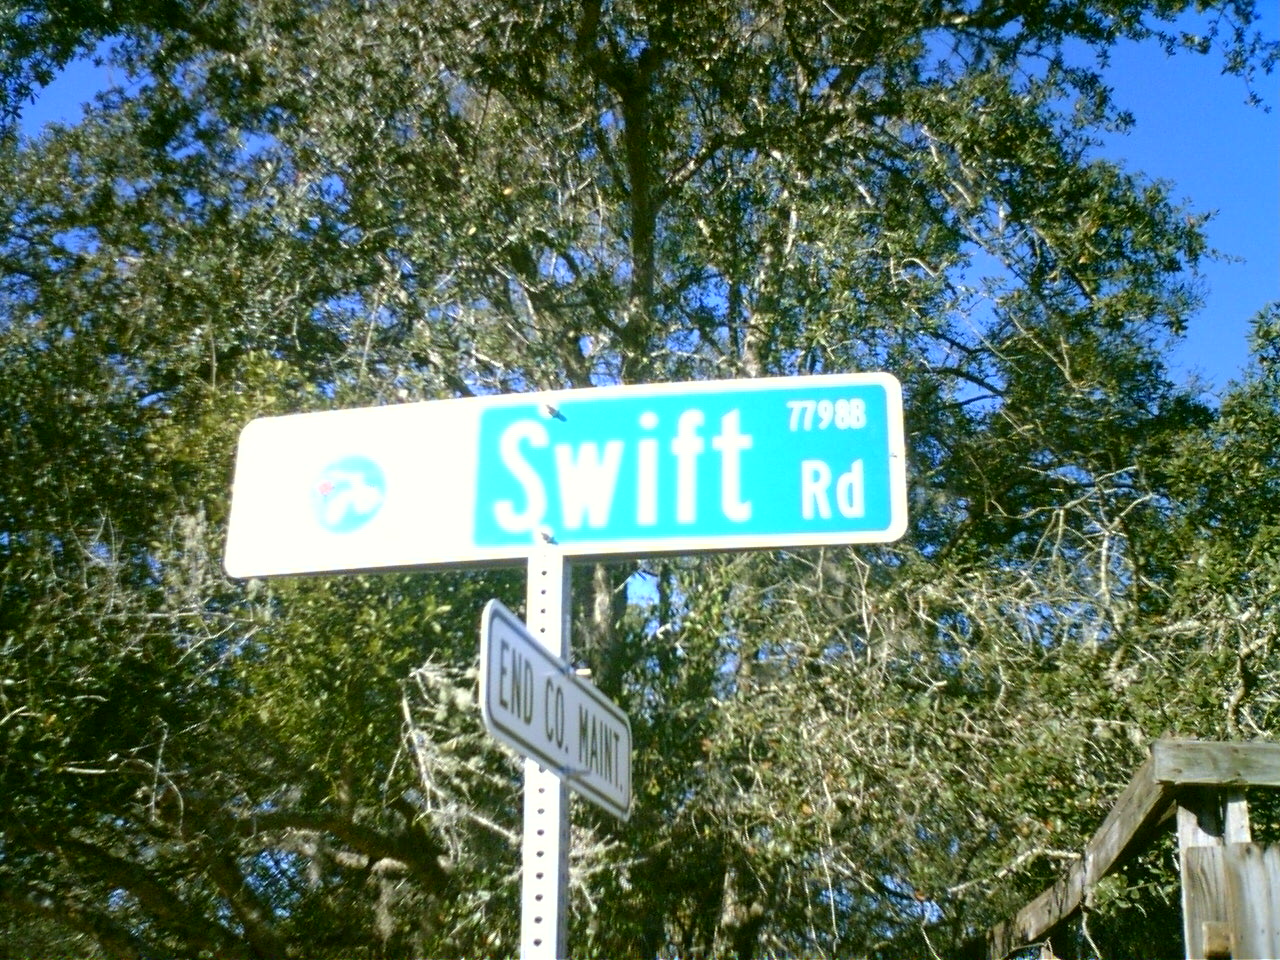 7798B
Swift Rd
END CO. MAINT.